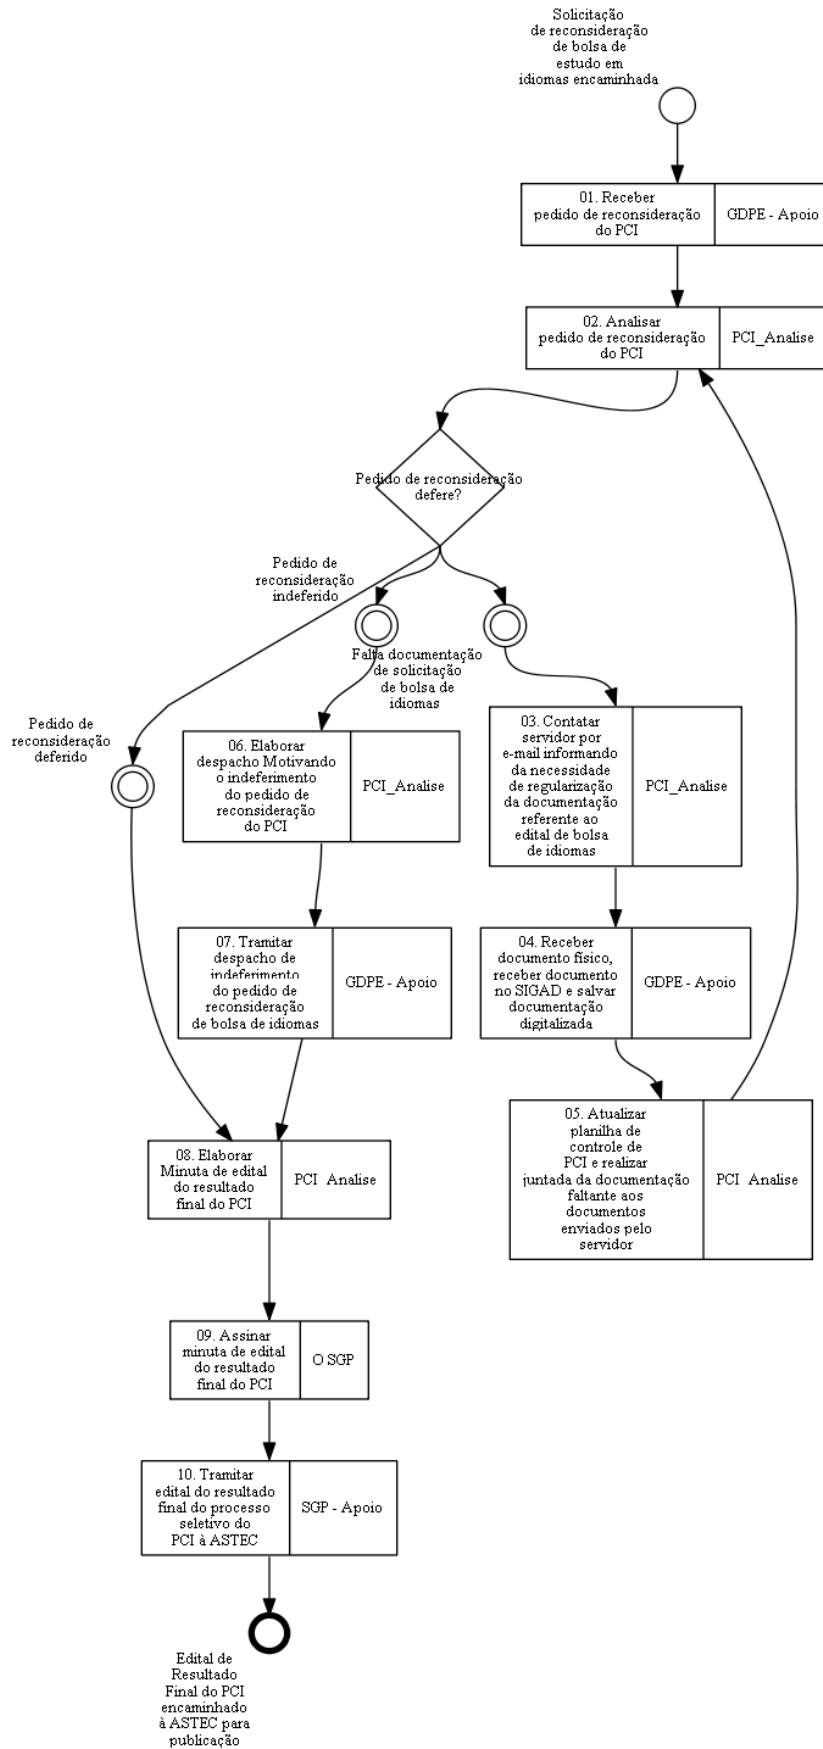 Solicitação
de reconsideração
de bolsa de
estudo em
idiomas encaminhada
01. Receber
pedido de reconsideração
do PCI
GDPE - Apoio
02. Analisar
pedido de reconsideração
do PCI
PCI_Analise
Pedido de reconsideração
defere?
Pedido de
reconsideração
indeferido
Falta documentação
de solicitação
de bolsa de
idiomas
Pedido de
reconsideração
deferido
06. Elaborar
despacho Motivando
o indeferimento
do pedido de
reconsideração
do PCI
PCI_Analise
03. Contatar
servidor por
e-mail informando
da necessidade
de regularização
da documentação
referente ao
edital de bolsa
de idiomas
PCI_Analise
07. Tramitar
despacho de
indeferimento
do pedido de
reconsideração
de bolsa de idiomas
GDPE - Apoio
04. Receber
documento físico,
receber documento
no SIGAD e salvar
documentação
digitalizada
GDPE - Apoio
05. Atualizar
planilha de
controle de
PCI e realizar
juntada da documentação
faltante aos
documentos
enviados pelo
servidor
PCI_Analise
08. Elaborar
Minuta de edital
do resultado
final do PCI
PCI_Analise
09. Assinar
minuta de edital
do resultado
final do PCI
O SGP
10. Tramitar
edital do resultado
final do processo
seletivo do
PCI à ASTEC
SGP - Apoio
Edital de
Resultado
Final do PCI
encaminhado
à ASTEC para
publicação